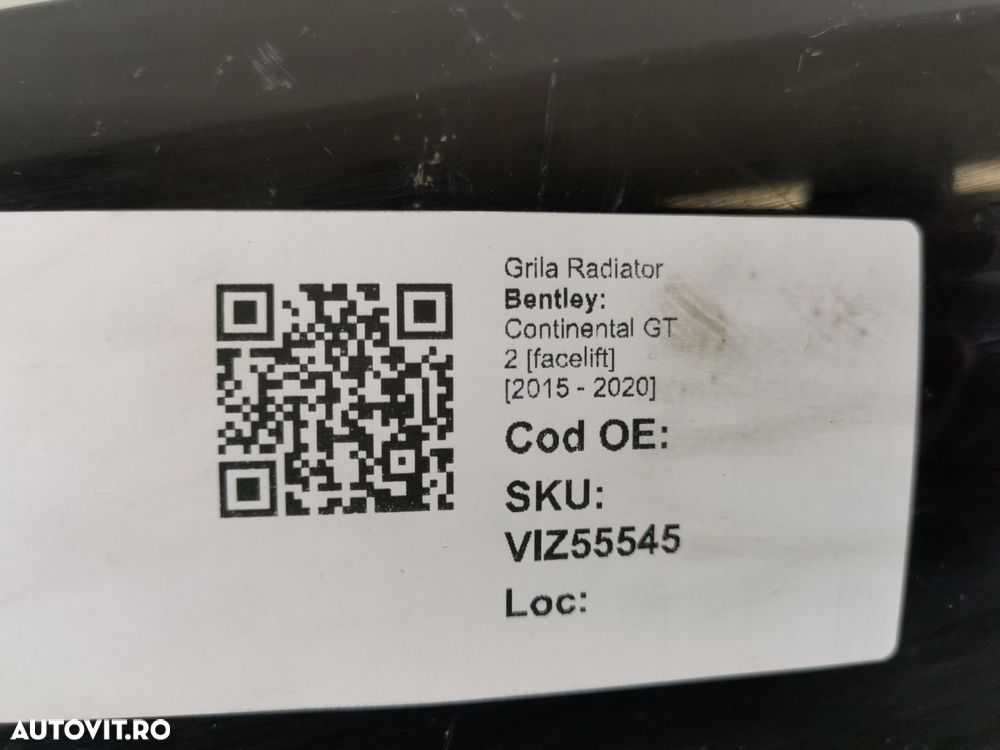 Grila Radiator
Bentley:
Continental GT
2 [facelift]
[2015 - 2020]
Cod OE:
SKU:
VIZ55545
Loc:
AUTOVIT.RO